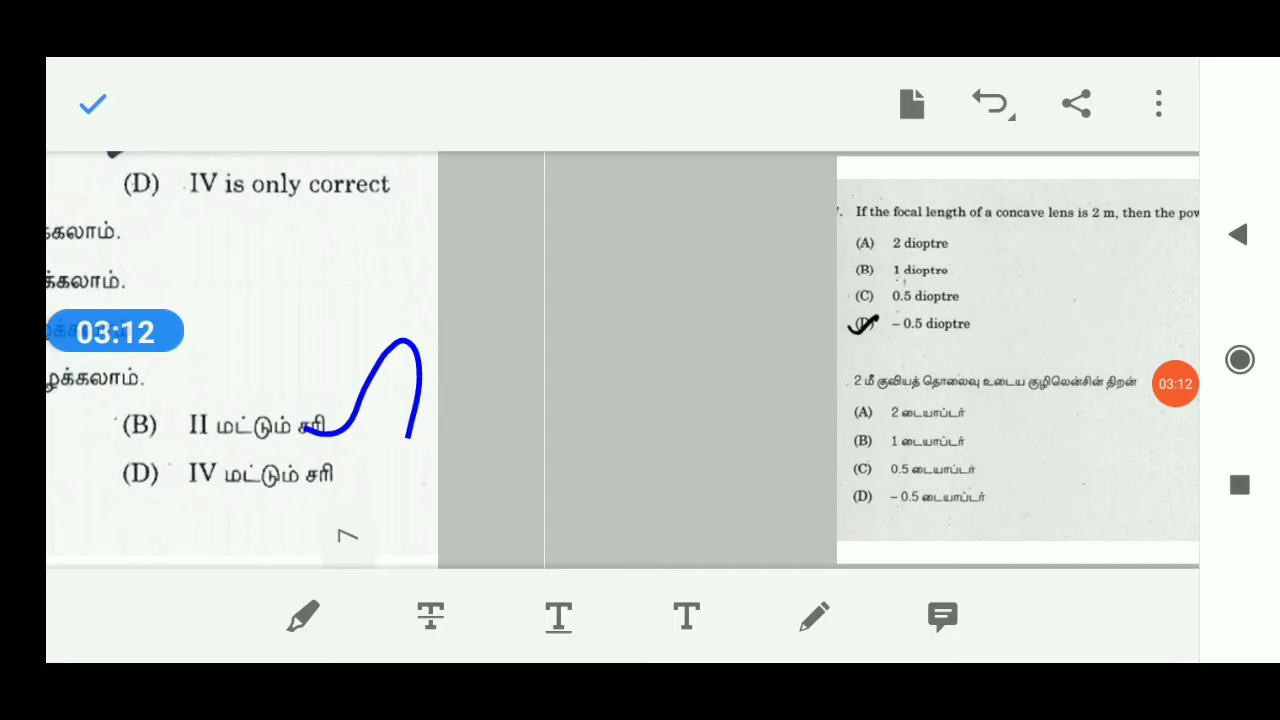 (D) IV is only correct
க்கலாம்.
க்கலாம்.
03:12
ழக்கலாம்.
(B) II மட்டும் சரி
(D) IV மட்டும் சரி
7
If the focal length of a concave lens is 2 m, then the pow
(A) 2 dioptre
(B) 1 dioptre
(C) 0.5 dioptre
(D) – 0.5 dioptre
2 மீ குவியத் தொலைவு உடைய குழிலென்சின் திறன்
03:12
(A) 2 டையாப்டர்
(B) 1 டையாப்டர்
(C) 0.5 டையாப்டர்
(D) – 0.5 டையாப்டர்